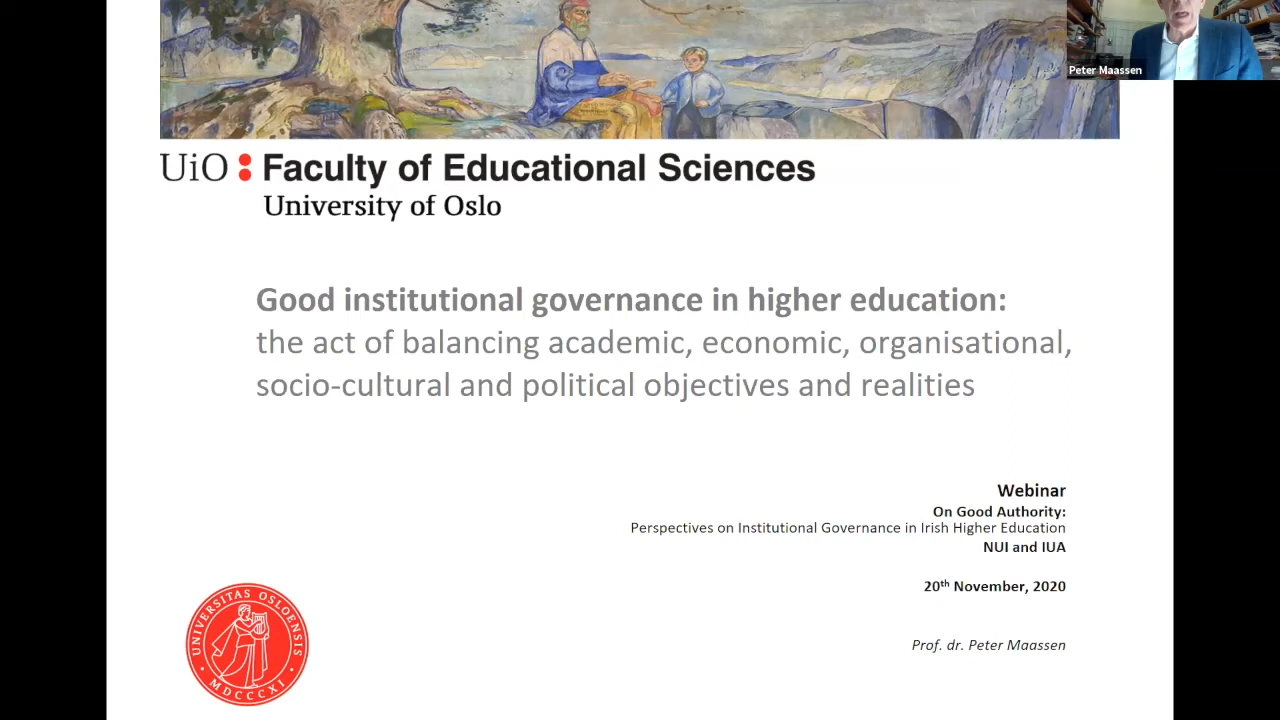 Peter Maassen
UiO : Faculty of Educational Sciences
University of Oslo
Good institutional governance in higher education:
the act of balancing academic, economic, organisational,
socio-cultural and political objectives and realities
Webinar
On Good Authority:
Perspectives on Institutional Governance in Irish Higher Education
NUI and IUA
20th November, 2020
Prof. dr. Peter Maassen
UNIVERSITAS OSLOENSIS
MDCCCXI